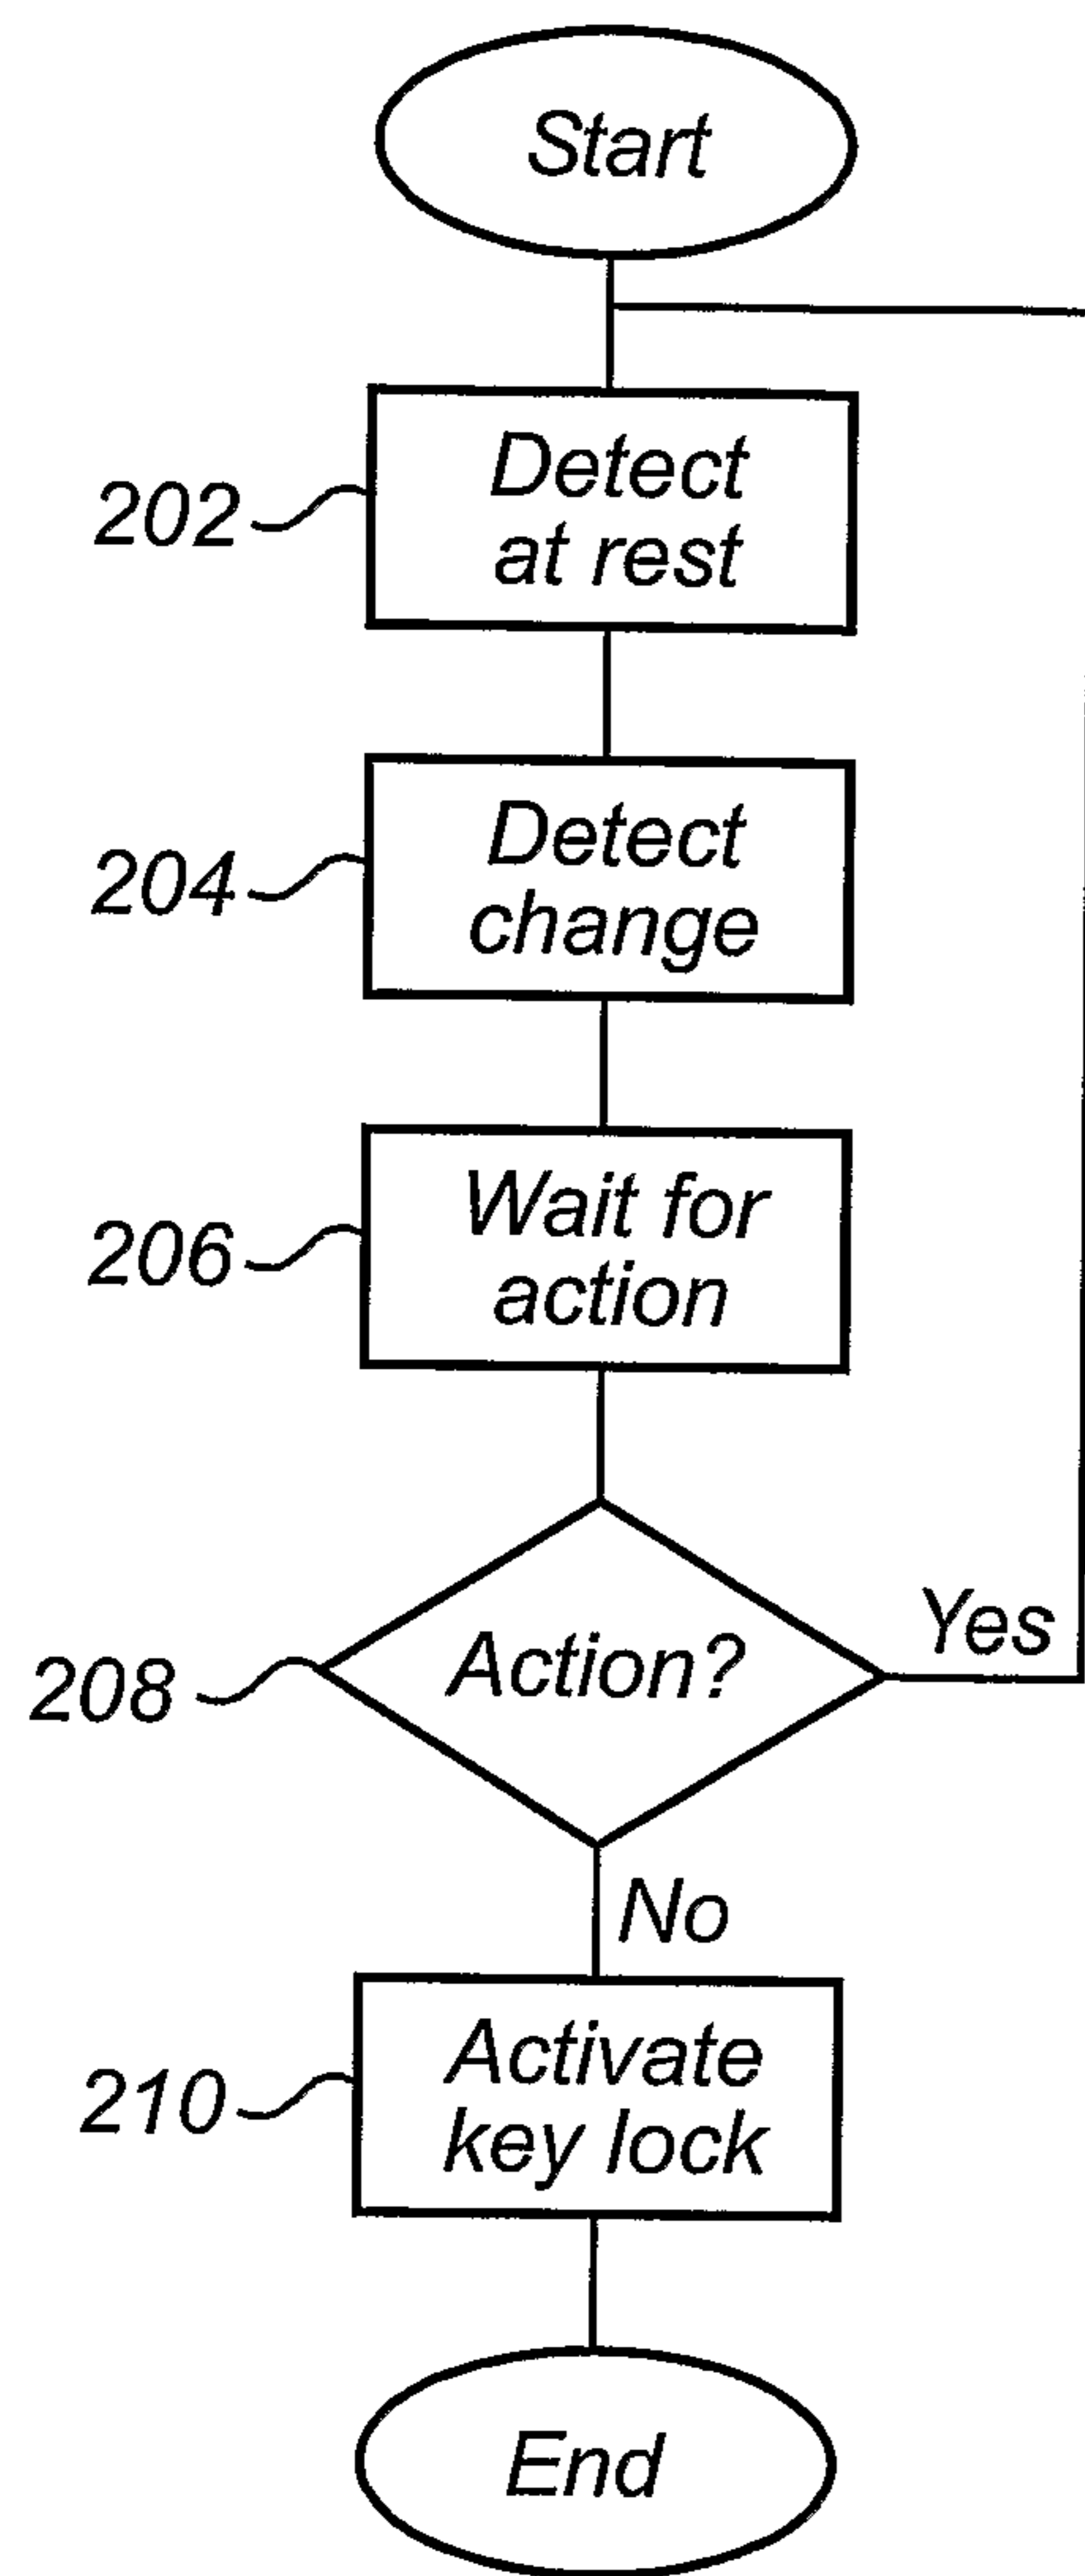 Start
202
Detect
at rest
204
Detect
change
206
Wait for
action
208
Action?
Yes
No
210
Activate
key lock
End